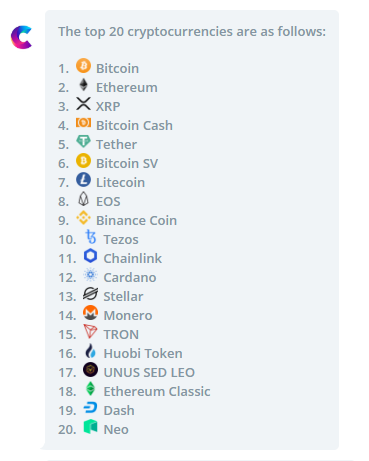 The top 20 cryptocurrencies are as follows:
1. Bitcoin
2. Ethereum
3. XRP
4. Bitcoin Cash
5. Tether
6. Bitcoin SV
7. Litecoin
8. EOS
9. Binance Coin
10. Tezos
11. Chainlink
12. Cardano
13. Stellar
14. Monero
15. TRON
16. Huobi Token
17. UNUS SED LEO
18. Ethereum Classic
19. Dash
20. Neo